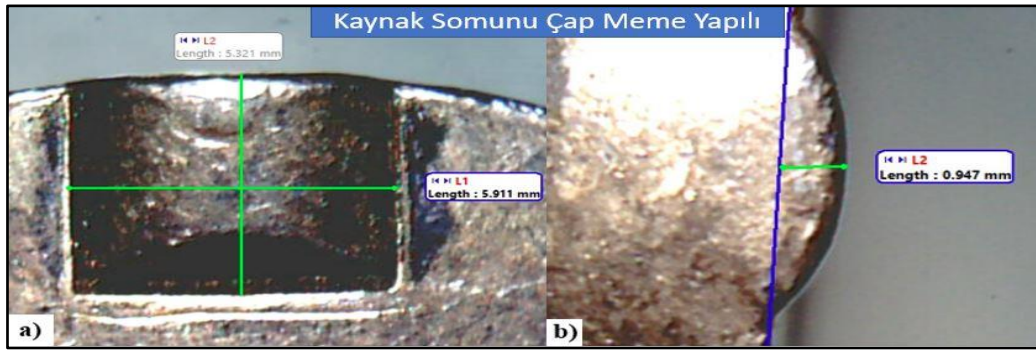 Kaynak Somunu Çap Meme Yapılı
L2
Length : 5.321 mm
L1
Length : 5.911 mm
L2
Length : 0.947 mm
a)
b)